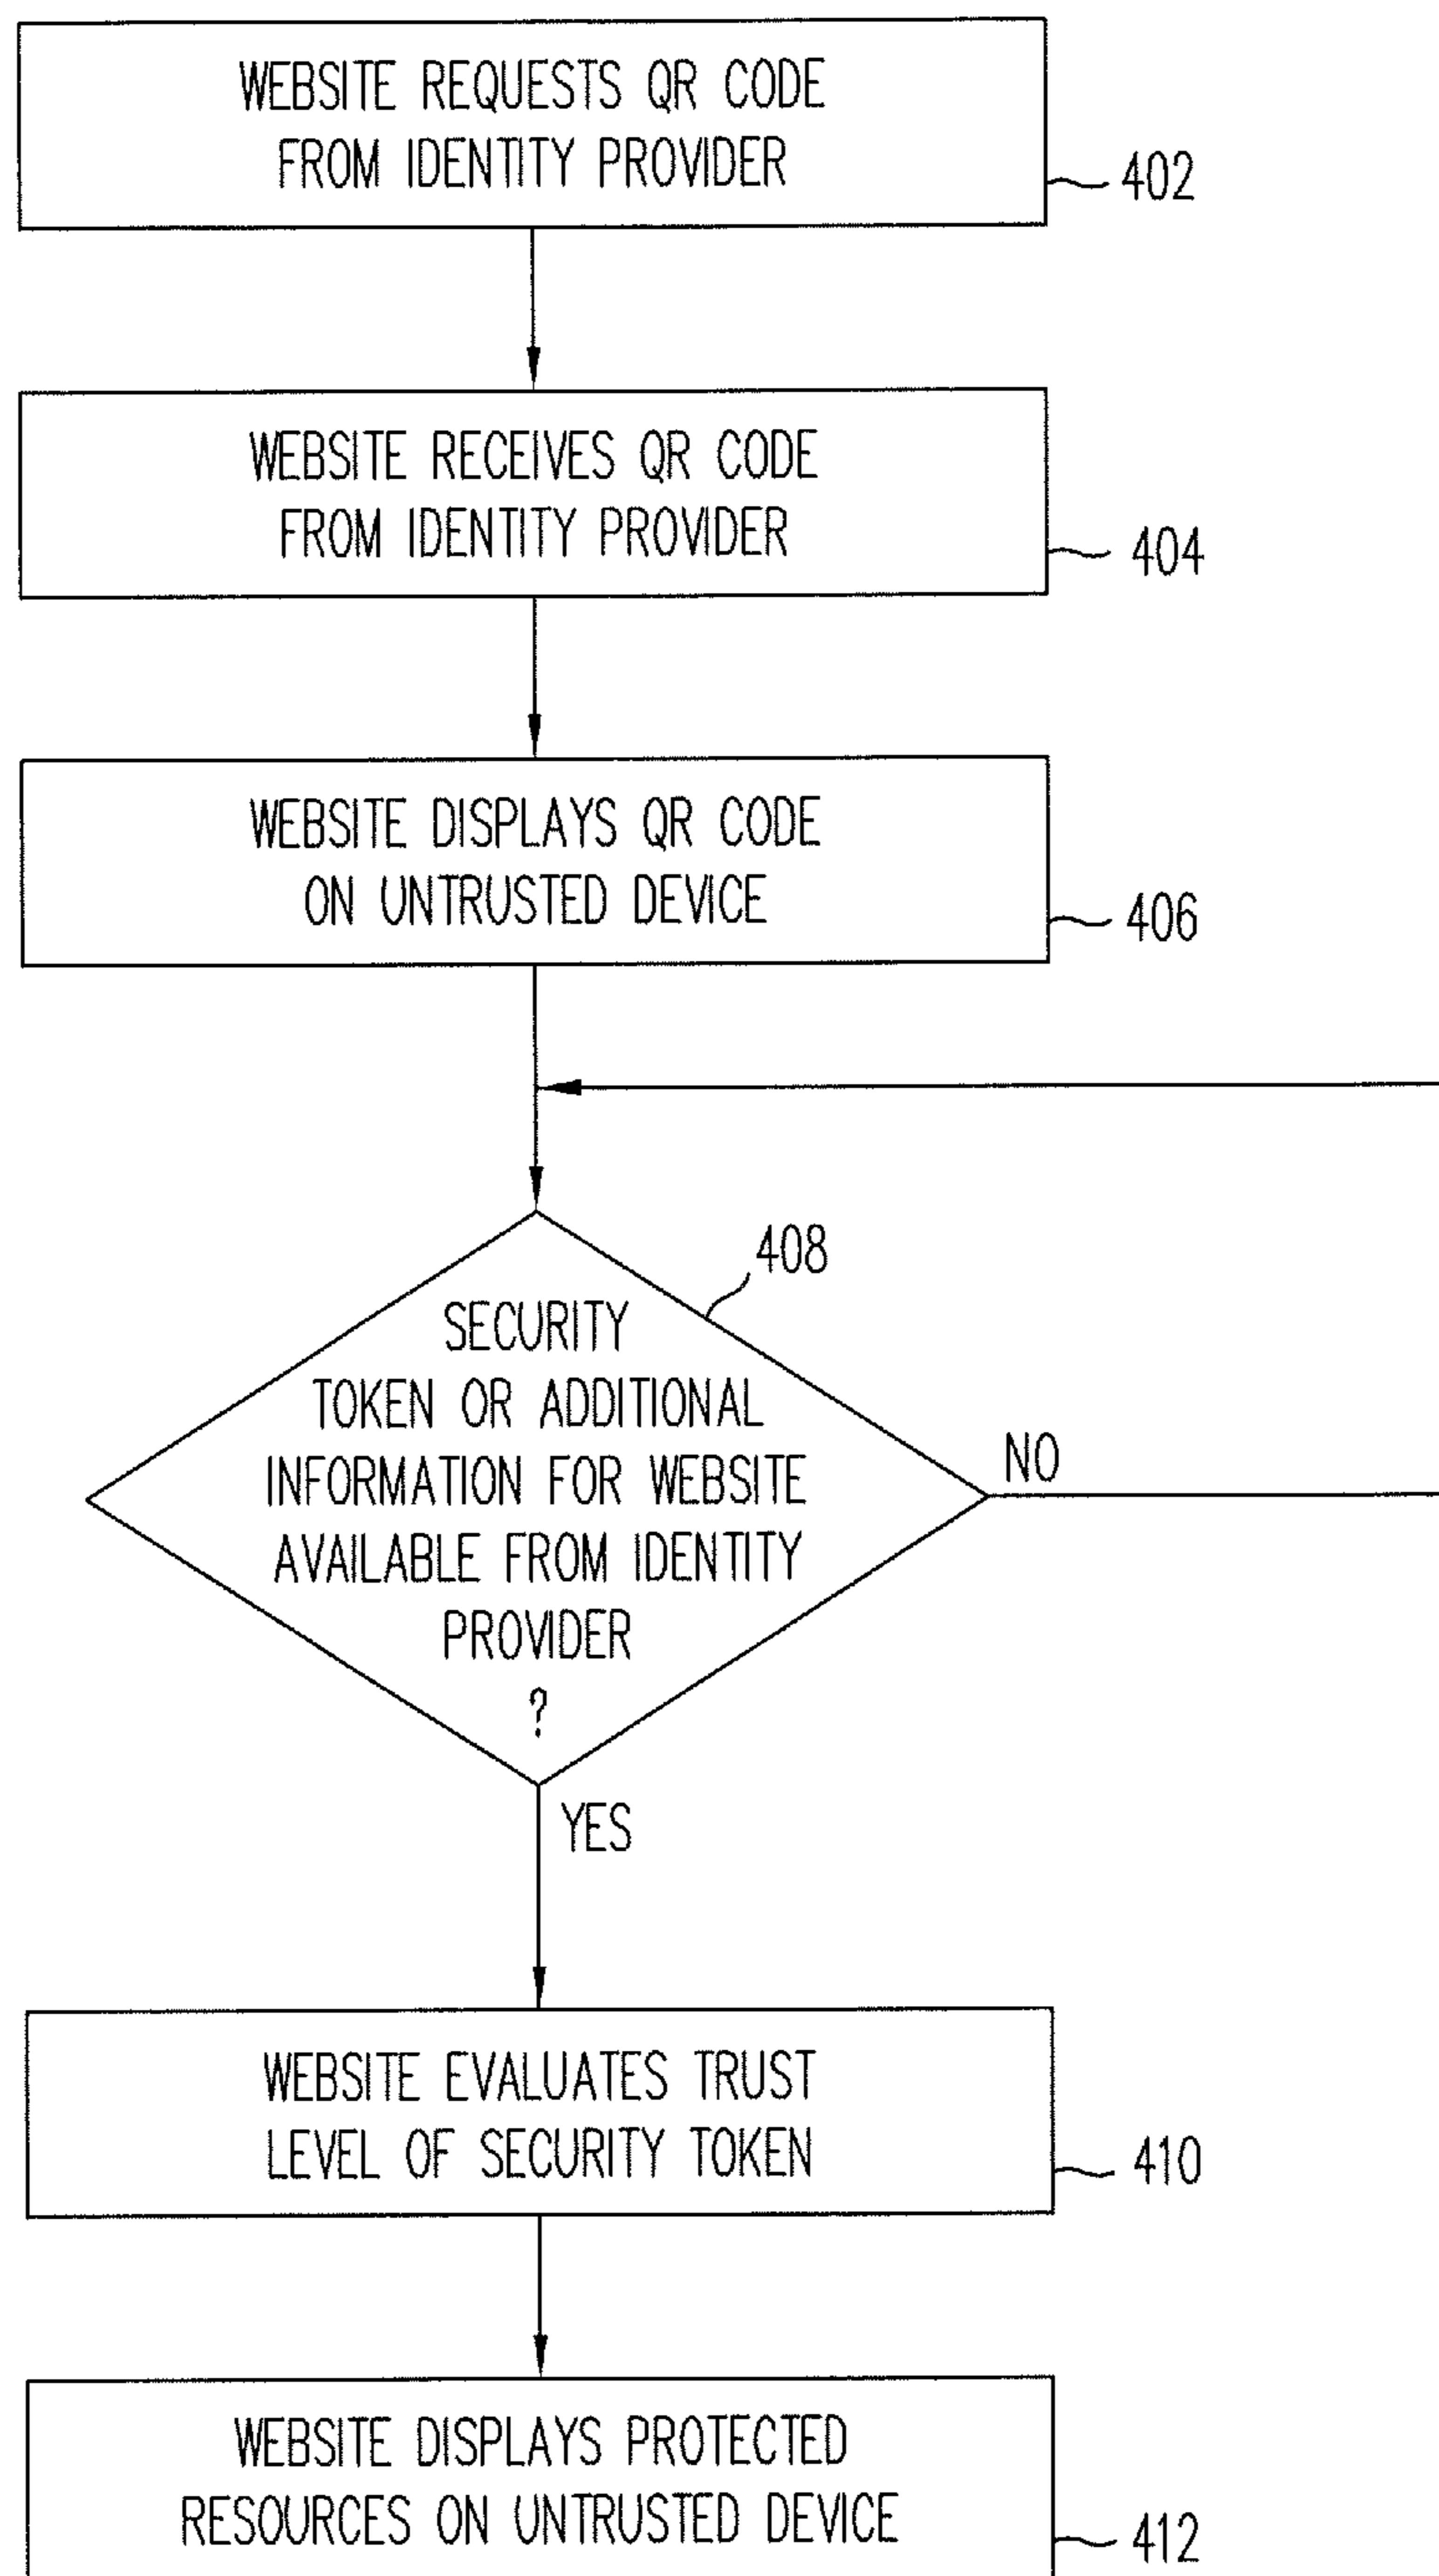 WEBSITE REQUESTS QR CODE
FROM IDENTITY PROVIDER
402
WEBSITE RECEIVES QR CODE
FROM IDENTITY PROVIDER
404
WEBSITE DISPLAYS QR CODE
ON UNTRUSTED DEVICE
406
408
SECURITY
TOKEN OR ADDITIONAL
INFORMATION FOR WEBSITE
AVAILABLE FROM IDENTITY
PROVIDER
?
NO
YES
WEBSITE EVALUATES TRUST
LEVEL OF SECURITY TOKEN
410
WEBSITE DISPLAYS PROTECTED
RESOURCES ON UNTRUSTED DEVICE
412